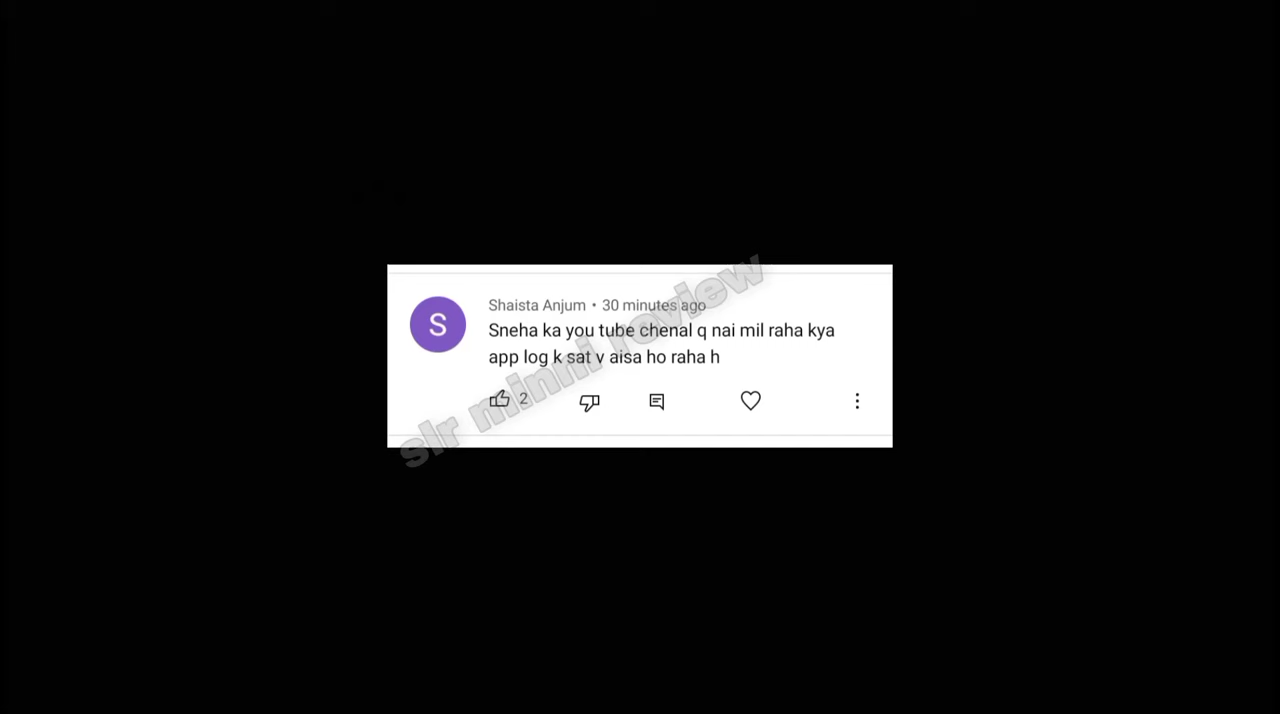 Shaista Anjum • 30 minutes ago
Sneha ka you tube chenal q nai mil raha kya
app log k sat v aisa ho raha h
2
slr minni review
S